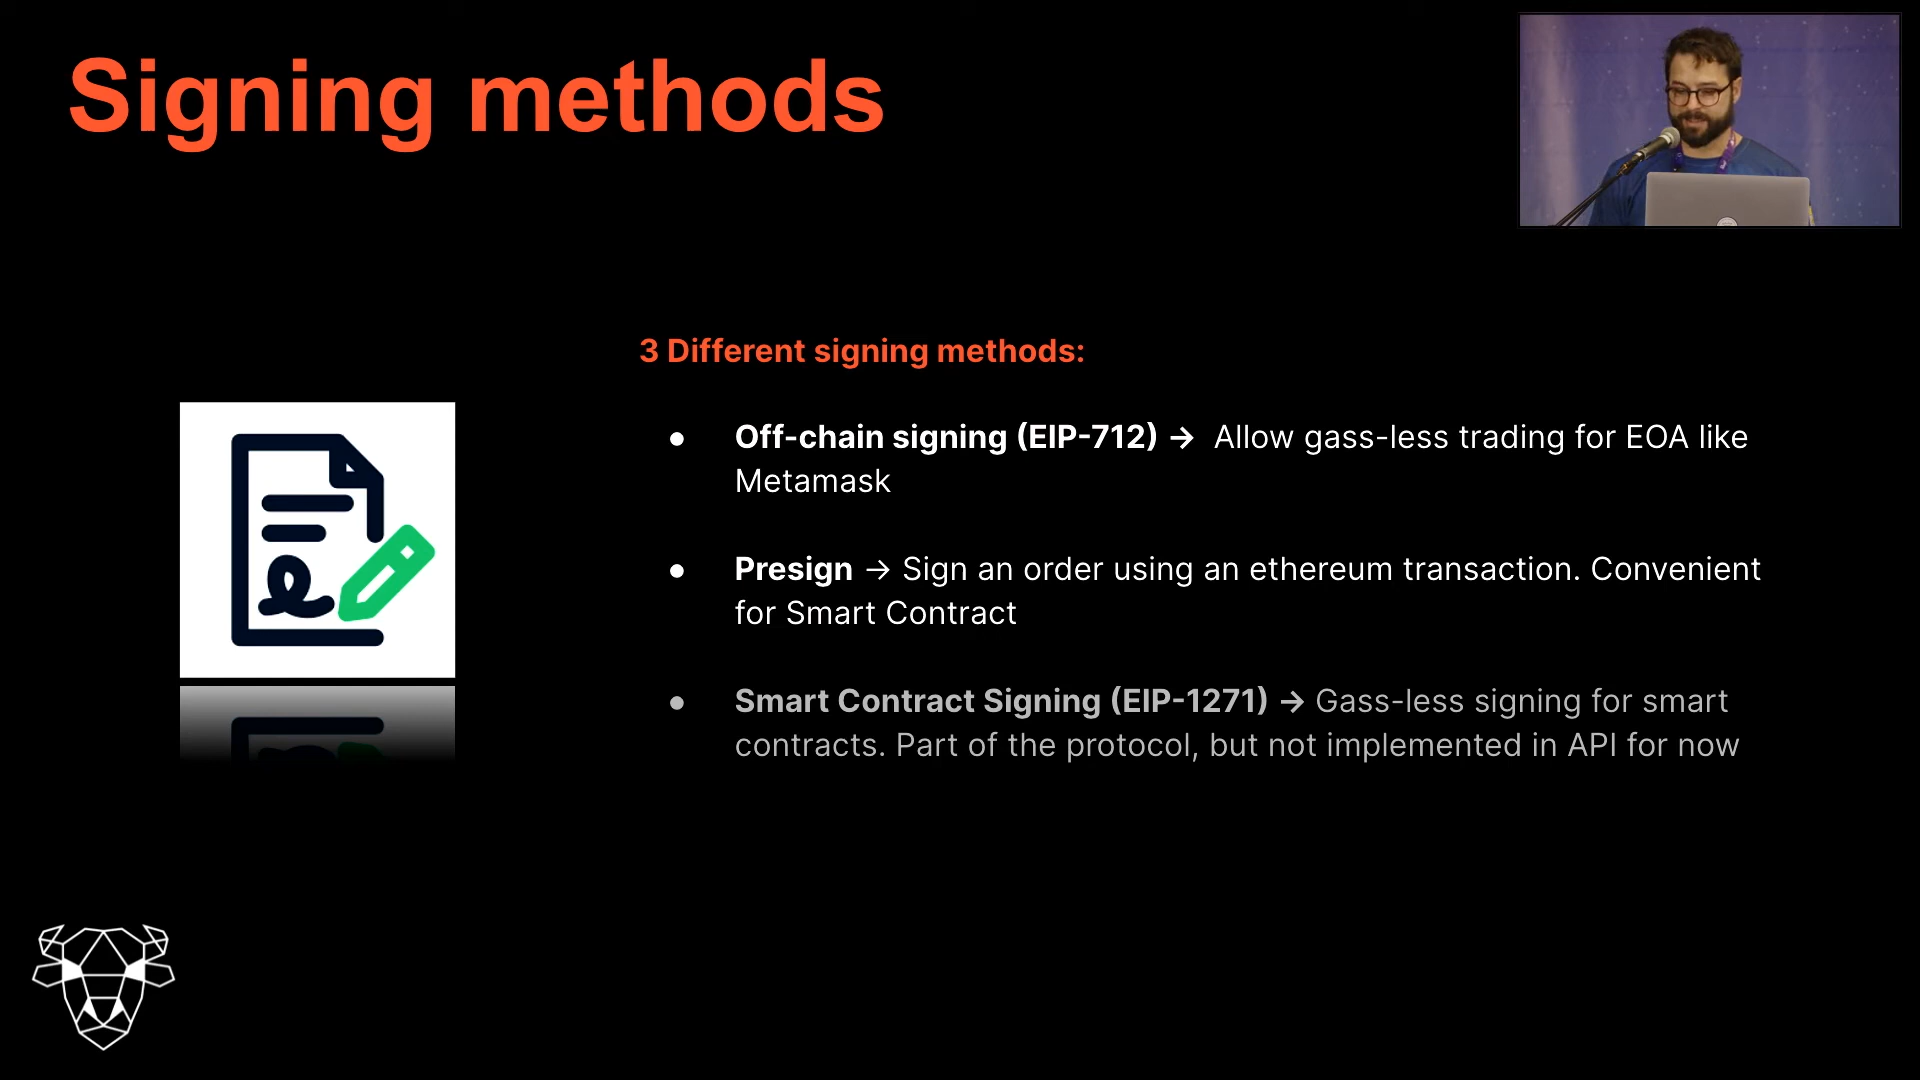 Signing methods
3 Different signing methods:
● Off-chain signing (EIP-712) → Allow gass-less trading for EOA like
Metamask
● Presign → Sign an order using an ethereum transaction. Convenient
for Smart Contract
● Smart Contract Signing (EIP-1271) → Gass-less signing for smart
contracts. Part of the protocol, but not implemented in API for now